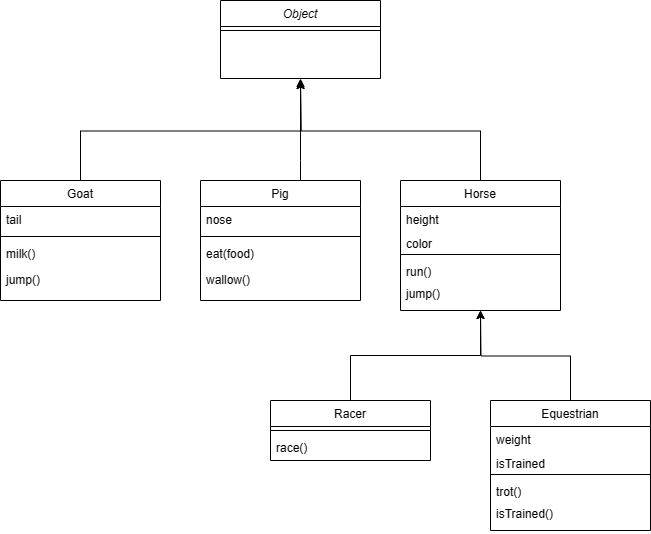 Object
Goat
tail
milk()
jump()
Pig
nose
eat(food)
wallow()
Horse
height
color
run()
jump()
Racer
race()
Equestrian
weight
isTrained
trot()
isTrained()